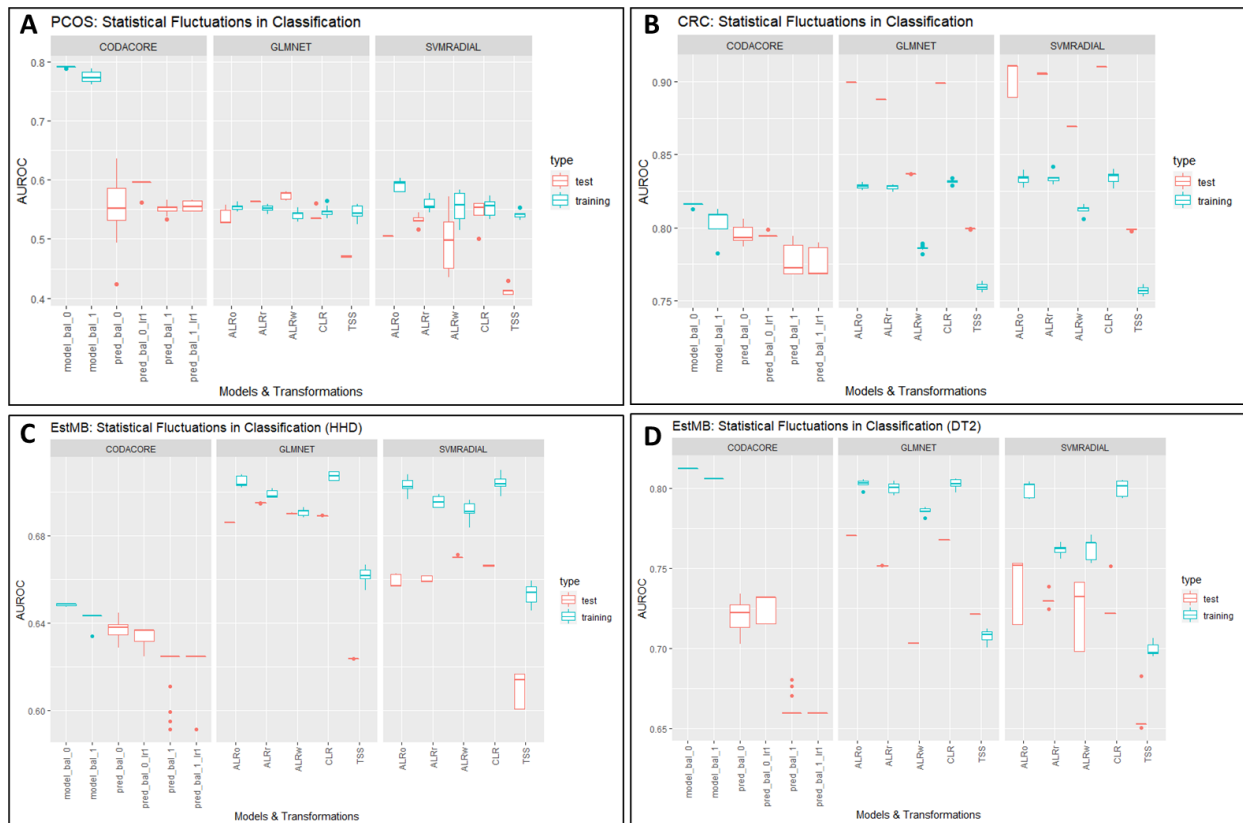 A
PCOS: Statistical Fluctuations in Classification
CODACORE
GLMNET
SVMRADIAL
0.8
0.7
0.6
0.5
0.4
AUROC
type
test
training
model_bal_0
model_bal_1
pred_bal_0
pred_bal_0_lr1
pred_bal_1
pred_bal_1_lr1
ALRo
ALRr
ALRw
CLR
TSS
ALRo
ALRr
ALRw
CLR
TSS
Models & Transformations
B
CRC: Statistical Fluctuations in Classification
CODACORE
GLMNET
SVMRADIAL
0.90
0.85
0.80
0.75
AUROC
type
test
training
model_bal_0
model_bal_1
pred_bal_0
pred_bal_0_lr1
pred_bal_1
pred_bal_1_lr1
ALRo
ALRr
ALRw
CLR
TSS
ALRo
ALRr
ALRw
CLR
TSS
Models & Transformations
C
EstMB: Statistical Fluctuations in Classification (HHD)
CODACORE
GLMNET
SVMRADIAL
0.68
0.64
0.60
AUROC
type
test
training
model_bal_0
model_bal_1
pred_bal_0
pred_bal_0_lr1
pred_bal_1
pred_bal_1_lr1
ALRo
ALRr
ALRw
CLR
TSS
ALRo
ALRr
ALRw
CLR
TSS
Models & Transformations
D
EstMB: Statistical Fluctuations in Classification (DT2)
CODACORE
GLMNET
SVMRADIAL
0.80
0.75
0.70
0.65
AUROC
type
test
training
model_bal_0
model_bal_1
pred_bal_0
pred_bal_0_lr1
pred_bal_1
pred_bal_1_lr1
ALRo
ALRr
ALRw
CLR
TSS
ALRo
ALRr
ALRw
CLR
TSS
Models & Transformations